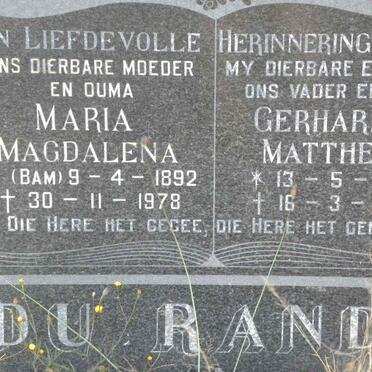 N LIEFDEVOLLE
NS DIERBARE MOEDER
EN OUMA
MARIA
MAGDALENA
(BAM) 9 - 4 - 1892
† 30 - 11 - 1978
DIE HERE HET GEGEE,
HERINNERING
MY DIERBARE E
ONS VADER E
GERHAR
MATTHE
* 13 - 5 -
† 16 - 3 -
DIE HERE HET GEN
DU RAND